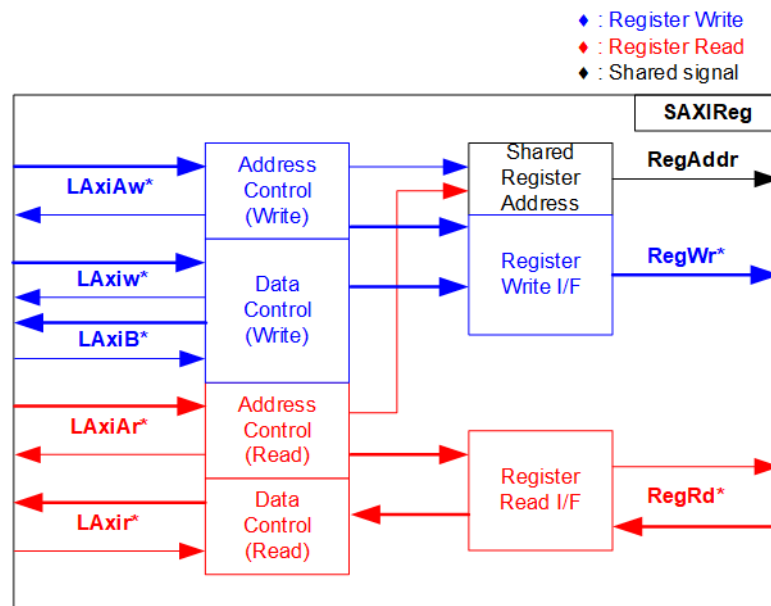 ♦ : Register Write
♦ : Register Read
♦ : Shared signal
SAXIReg
LAxiAw*
Address
Control
(Write)
Shared
Register
Address
RegAddr
LAxiw*
LAxiB*
Data
Control
(Write)
Register
Write I/F
RegWr*
LAxiAr*
Address
Control
(Read)
LAxir*
Data
Control
(Read)
Register
Read I/F
RegRd*